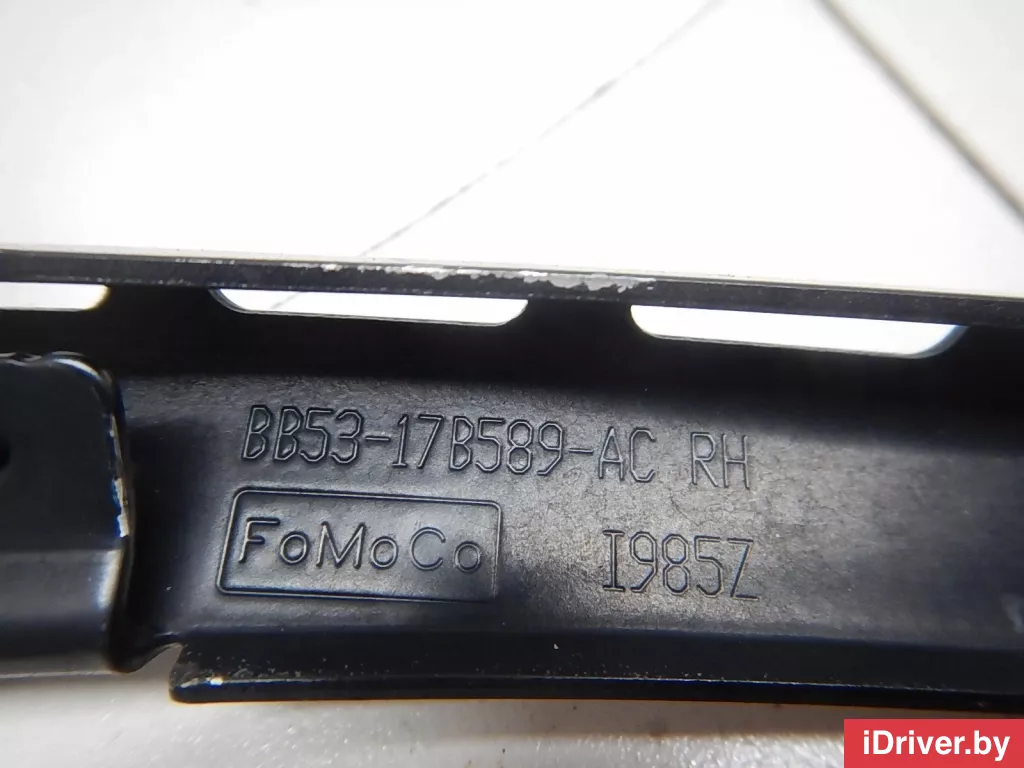 BB53-17B589-AC RH
FoMoCo
I985Z
iDriver.by